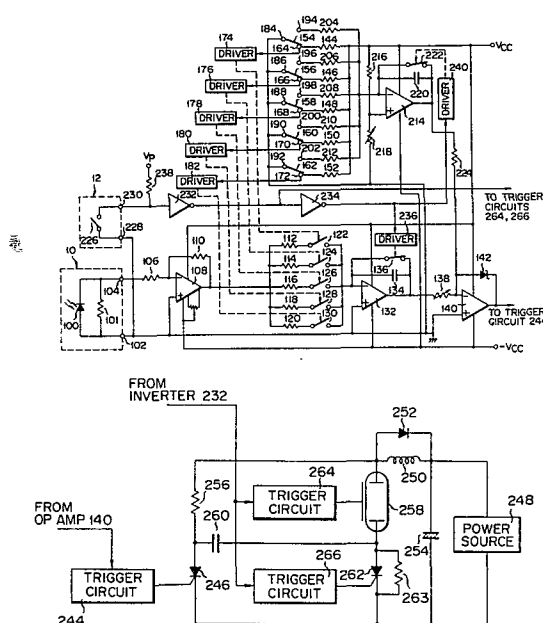 194 204
184 154 144
174 164 196 206
DRIVER 186 156 146
176 166 198 208
DRIVER 188 158 148
178 168 200 210
DRIVER 190 160 150
180 170 202 212
DRIVER 192 162 152
182 172
DRIVER
VCC
216 222 240
220 DRIVER
214
218
224
VP
238
12 230 232 234
226 228
TO TRIGGER
CIRCUITS
264, 266
236
DRIVER
10 110
104 106 108
100 101
102
112 122
114 124
116 126
118 128
120 130
136 134
132
138 142
140
TO TRIGGER
CIRCUIT 244
-VCC
FROM
INVERTER 232
252
250
256 264
TRIGGER
CIRCUIT
258
248
POWER
SOURCE
260
254
FROM
OP AMP 140
266
TRIGGER
CIRCUIT
246
TRIGGER
CIRCUIT
262
263
244